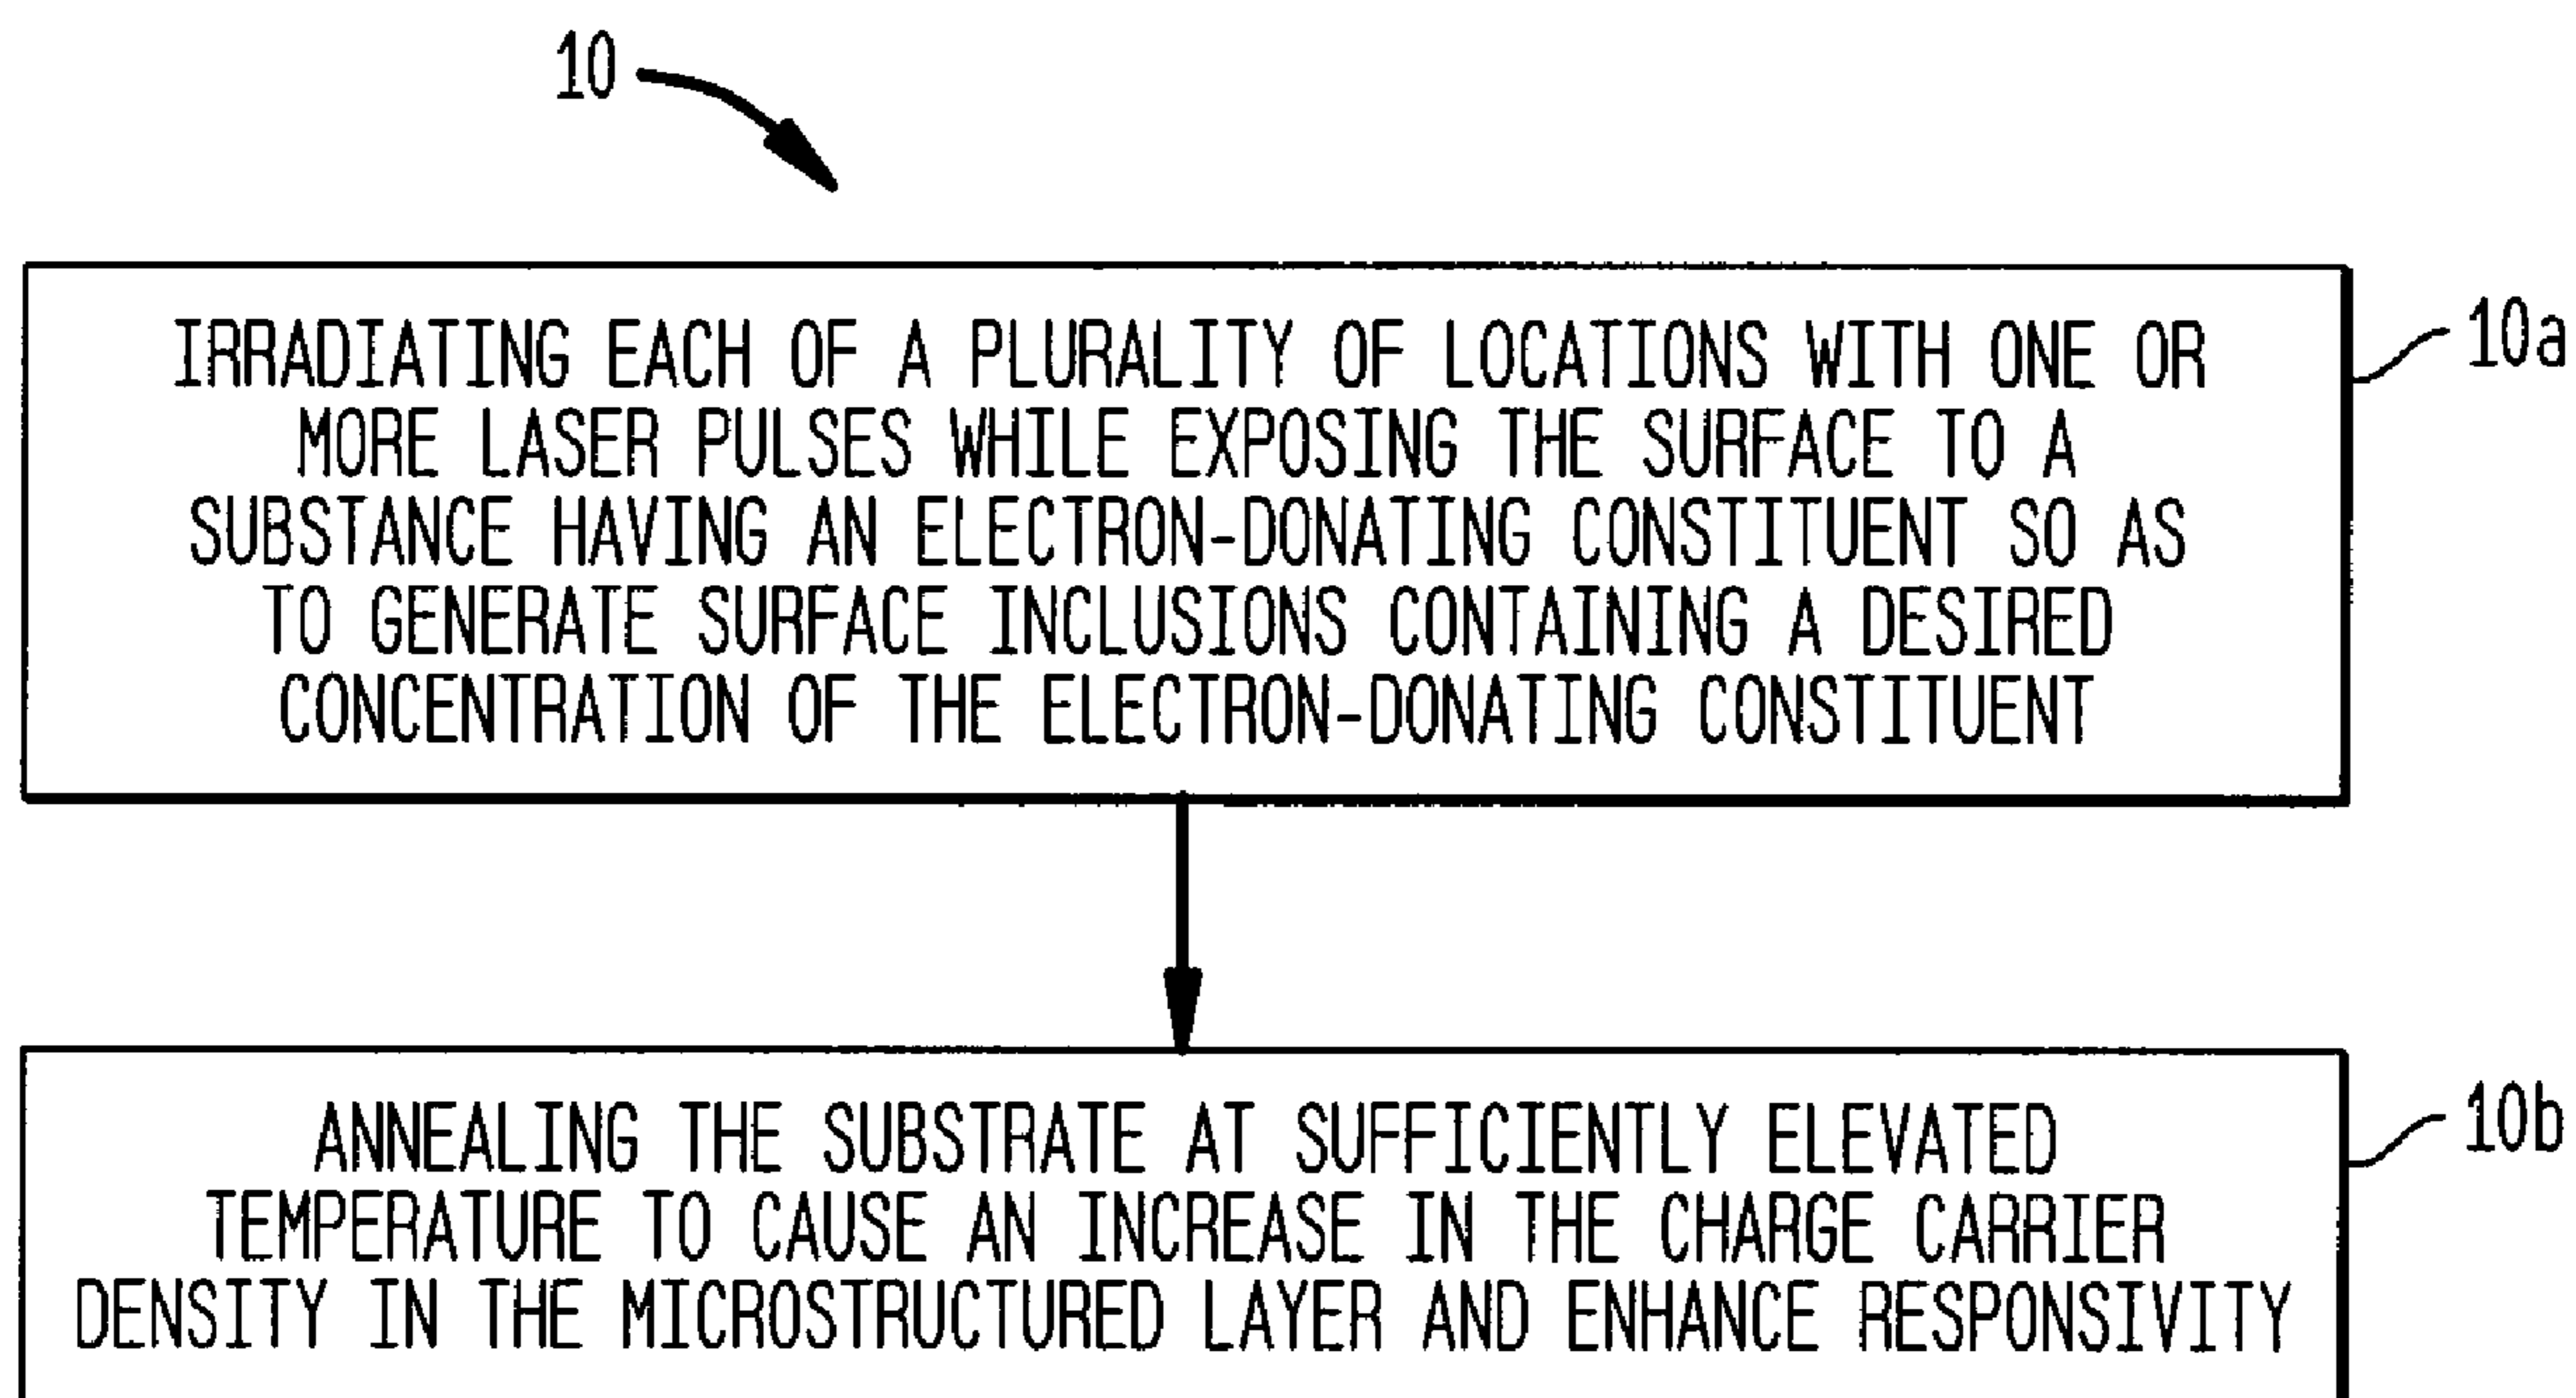 10
IRRADIATING EACH OF A PLURALITY OF LOCATIONS WITH ONE OR
MORE LASER PULSES WHILE EXPOSING THE SURFACE TO A
SUBSTANCE HAVING AN ELECTRON-DONATING CONSTITUENT SO AS
TO GENERATE SURFACE INCLUSIONS CONTAINING A DESIRED
CONCENTRATION OF THE ELECTRON-DONATING CONSTITUENT
10a
ANNEALING THE SUBSTRATE AT SUFFICIENTLY ELEVATED
TEMPERATURE TO CAUSE AN INCREASE IN THE CHARGE CARRIER
DENSITY IN THE MICROSTRUCTURED LAYER AND ENHANCE RESPONSIVITY
10b